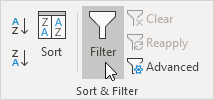 A
Z
Z
A
Z A
A Z
Sort
Filter
Clear
Reapply
Advanced
Sort & Filter